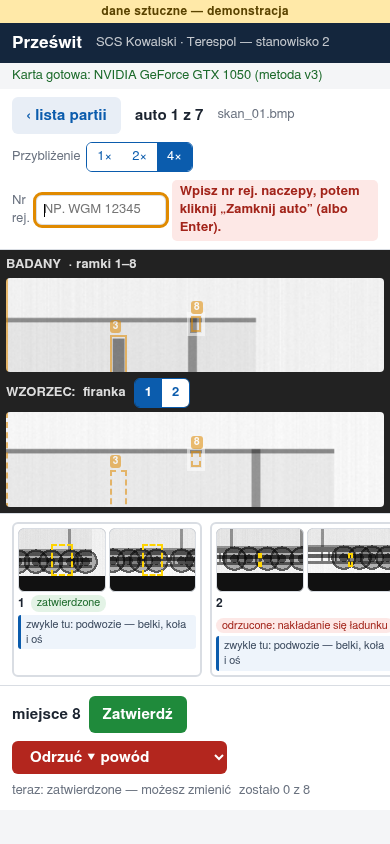 dane sztuczne — demonstracja
Prześwit SCS Kowalski · Terespol — stanowisko 2
Karta gotowa: NVIDIA GeForce GTX 1050 (metoda v3)
‹ lista partii auto 1 z 7 skan_01.bmp
Przybliżenie 1× 2× 4×
Nr rej. NP. WGM 12345
Wpisz nr rej. naczepy, potem
kliknij „Zamknij auto” (albo
Enter).
BADANY · ramki 1–8
8
3
WZORZEC: firanka 1 2
8
3
1 zatwierdzone
zwykle tu: podwozie — belki, koła
i oś
2
odrzucone: nakładanie się ładunku
zwykle tu: podwozie — belki, koła
i oś
miejsce 8 Zatwierdź
Odrzuć ▾ powód
teraz: zatwierdzone — możesz zmienić zostało 0 z 8